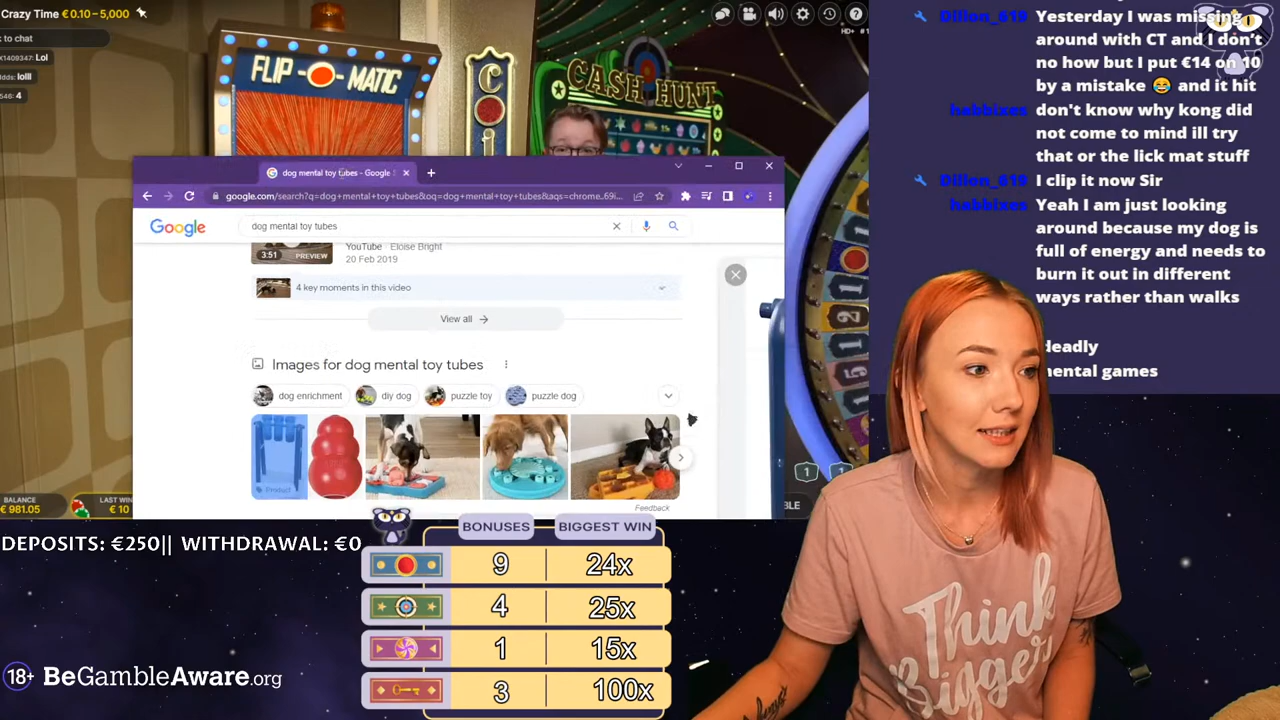 Crazy Time €0.10 – 5,000
k to chat
x1409347: Lol
ddds: lolll
546: 4
HD+
FLIP-O-MATIC
CASH HUNT
dog mental toy tubes - Google
google.com/search?q=dog+mental+toy+tubes&oq=dog+mental+toy+tubes&aqs=chrome..69i...
Google
dog mental toy tubes
3:51
PREVIEW
YouTube · Eloise Bright
20 Feb 2019
4 key moments in this video
View all
Images for dog mental toy tubes
dog enrichment
diy dog
puzzle toy
puzzle dog
Product
Feedback
BALANCE
€ 981.05
LAST WIN
€ 10
DEPOSITS: €250|| WITHDRAWAL: €0
BONUSES
BIGGEST WIN
9
24x
4
25x
1
15x
3
100x
18+ BeGambleAware.org
Dillon_619 Yesterday I was missing
around with CT and I don't
no how but I put €14 on 10
by a mistake 😂 and it hit
habbixxn don't know why kong did
not come to mind ill try
that or the lick mat stuff
Dillon_619 I clip it now Sir
habbixxn Yeah I am just looking
around because my dog is
full of energy and needs to
burn it out in different
ways rather than walks
deadly
mental games
Think
Bigger